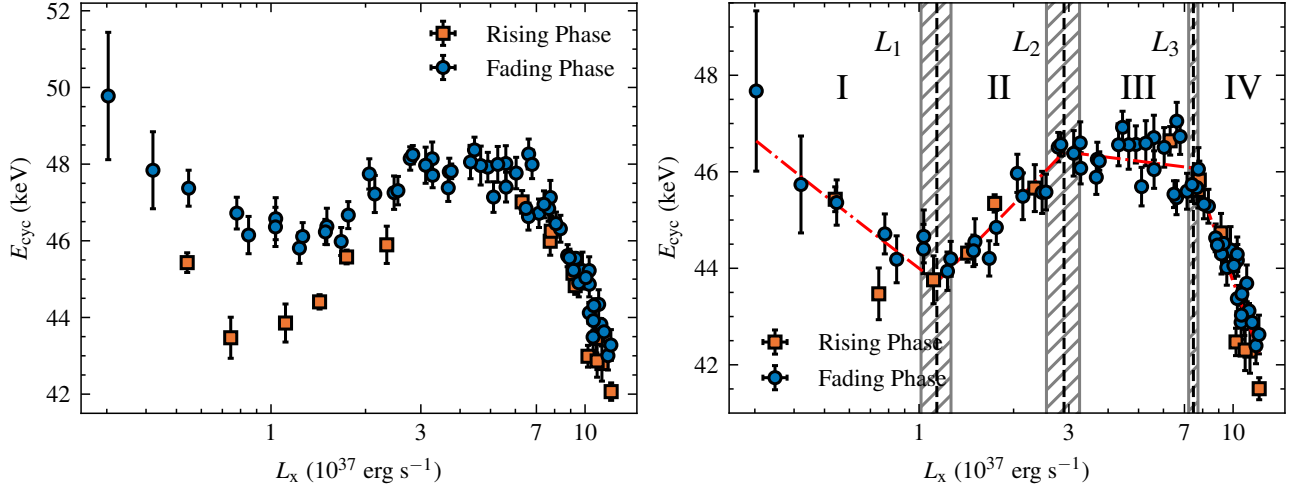 52
50
48
46
44
42
E_cyc (keV)
Rising Phase
Fading Phase
1
3
7
10
L_x (10^37 erg s^−1)
48
46
44
42
E_cyc (keV)
L_1
L_2
L_3
I
II
III
IV
Rising Phase
Fading Phase
1
3
7
10
L_x (10^37 erg s^−1)